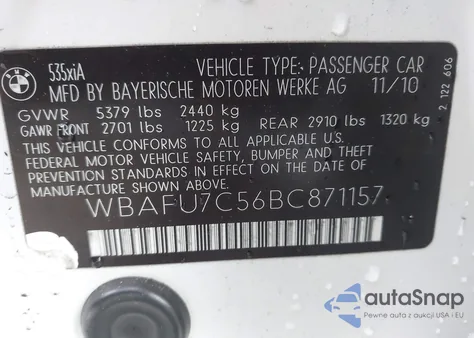 BMW
535xiA
VEHICLE TYPE: PASSENGER CAR
MFD BY BAYERISCHE MOTOREN WERKE AG 11/10
GVWR 5379 lbs 2440 kg
GAWR FRONT 2701 lbs 1225 kg REAR 2910 lbs 1320 kg
THIS VEHICLE CONFORMS TO ALL APPLICABLE U.S.
FEDERAL MOTOR VEHICLE SAFETY, BUMPER AND THEFT-
PREVENTION STANDARDS IN EFFECT ON THE DATE
OF MANUFACTURE SHOWN ABOVE.
WBAFU7C56BC871157
2 122 606
autoSnap
Pewne auta z aukcji USA i EU